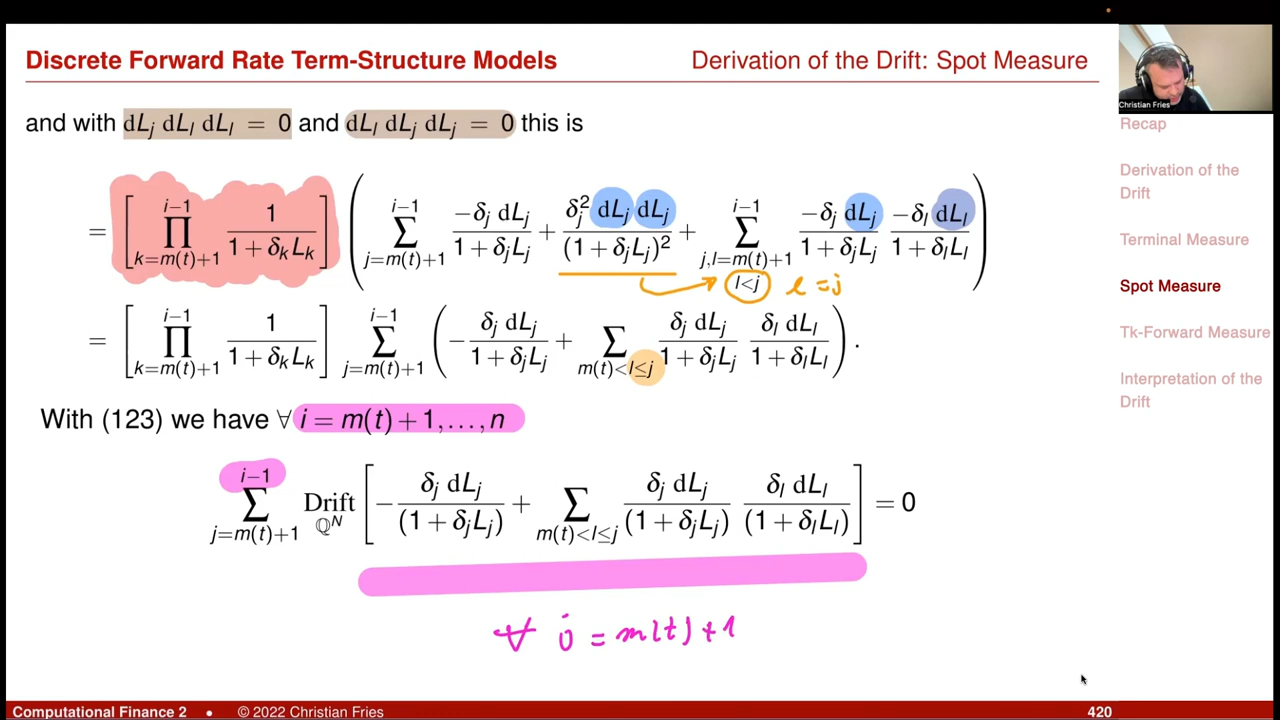 Discrete Forward Rate Term-Structure Models
Derivation of the Drift: Spot Measure
and with dL_j dL_l dL_l = 0 and dL_l dL_j dL_j = 0 this is
= [ ∏_{k=m(t)+1}^{i−1} 1/(1 + δ_k L_k) ] ( ∑_{j=m(t)+1}^{i−1} −δ_j dL_j/(1 + δ_j L_j) + δ_j^2 dL_j dL_j/(1 + δ_j L_j)^2 + ∑_{j,l=m(t)+1, l<j}^{i−1} −δ_j dL_j/(1 + δ_j L_j) −δ_l dL_l/(1 + δ_l L_l) )
l = j
= [ ∏_{k=m(t)+1}^{i−1} 1/(1 + δ_k L_k) ] ∑_{j=m(t)+1}^{i−1} ( − δ_j dL_j/(1 + δ_j L_j) + ∑_{m(t)<l≤j} δ_j dL_j/(1 + δ_j L_j) δ_l dL_l/(1 + δ_l L_l) ) .
With (123) we have ∀ i = m(t) + 1, . . . , n
∑_{j=m(t)+1}^{i−1} Drift_{ℚ^N} [ − δ_j dL_j/(1 + δ_j L_j) + ∑_{m(t)<l≤j} δ_j dL_j/(1 + δ_j L_j) δ_l dL_l/(1 + δ_l L_l) ] = 0
∀ j = m(t) + 1
Christian Fries
Recap
Derivation of the
Drift
Terminal Measure
Spot Measure
Tk-Forward Measure
Interpretation of the
Drift
Computational Finance 2 • © 2022 Christian Fries
420